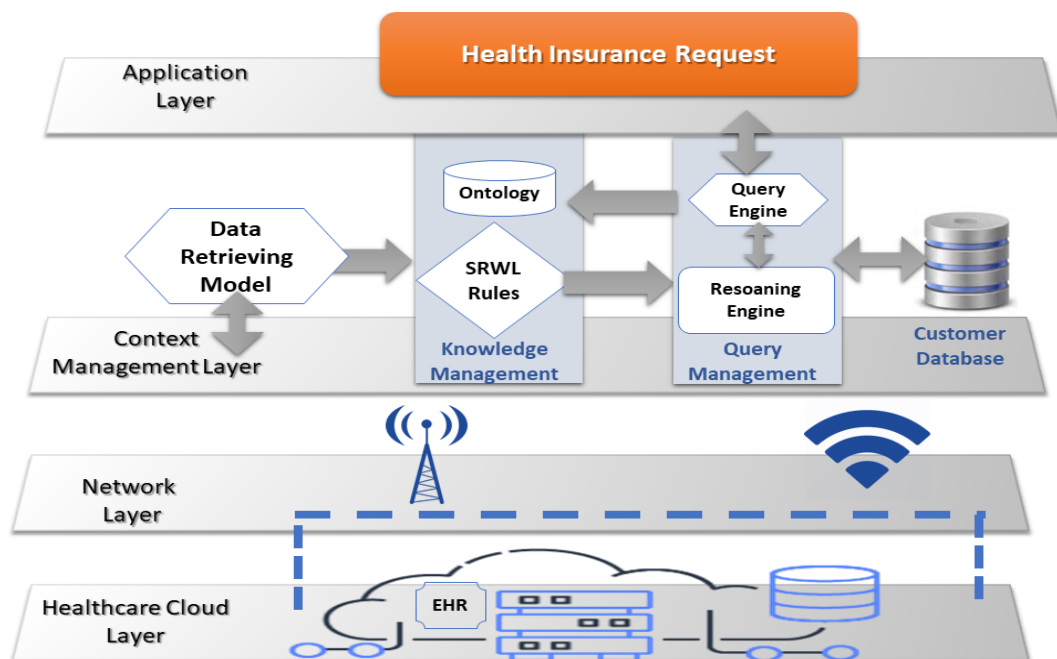 Health Insurance Request
Application
Layer
Ontology
Query
Engine
Data
Retrieving
Model
SRWL
Rules
Resoaning
Engine
Context
Management Layer
Knowledge
Management
Query
Management
Customer
Database
Network
Layer
Healthcare Cloud
Layer
EHR